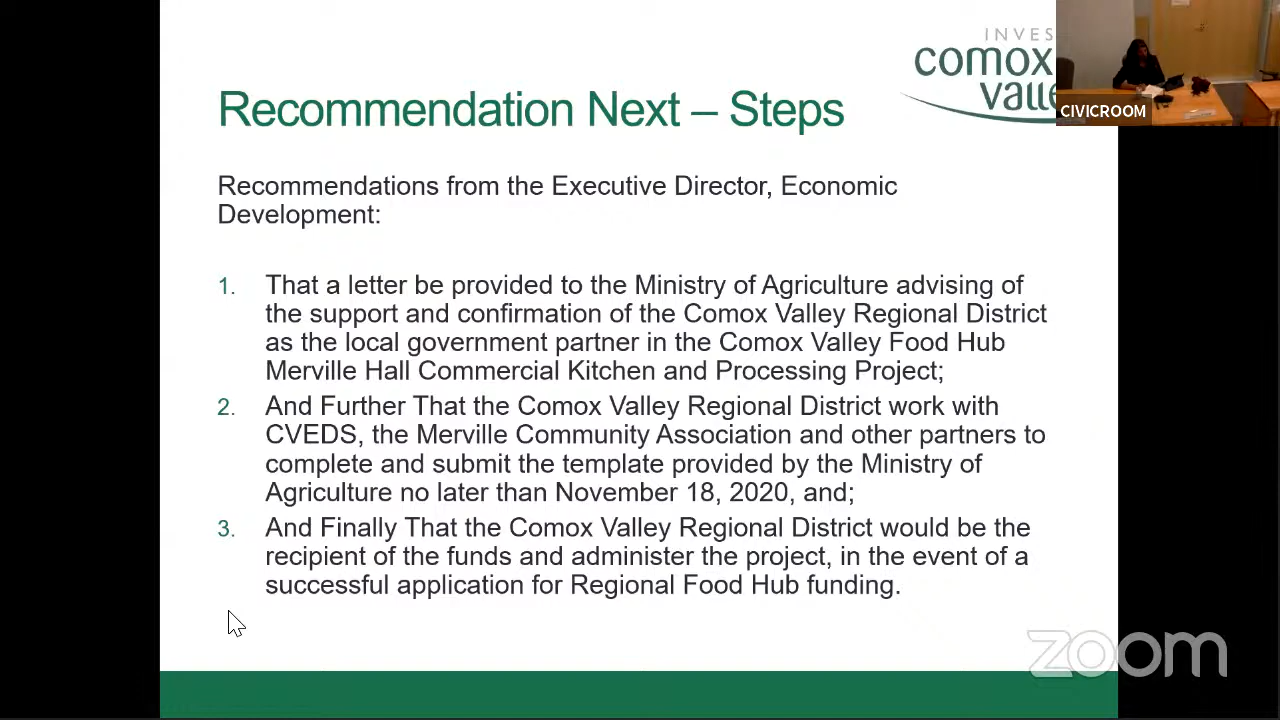 INVES
comox
valle
CIVICROOM
Recommendation Next – Steps
Recommendations from the Executive Director, Economic
Development:
1. That a letter be provided to the Ministry of Agriculture advising of
the support and confirmation of the Comox Valley Regional District
as the local government partner in the Comox Valley Food Hub
Merville Hall Commercial Kitchen and Processing Project;
2. And Further That the Comox Valley Regional District work with
CVEDS, the Merville Community Association and other partners to
complete and submit the template provided by the Ministry of
Agriculture no later than November 18, 2020, and;
3. And Finally That the Comox Valley Regional District would be the
recipient of the funds and administer the project, in the event of a
successful application for Regional Food Hub funding.
zoom